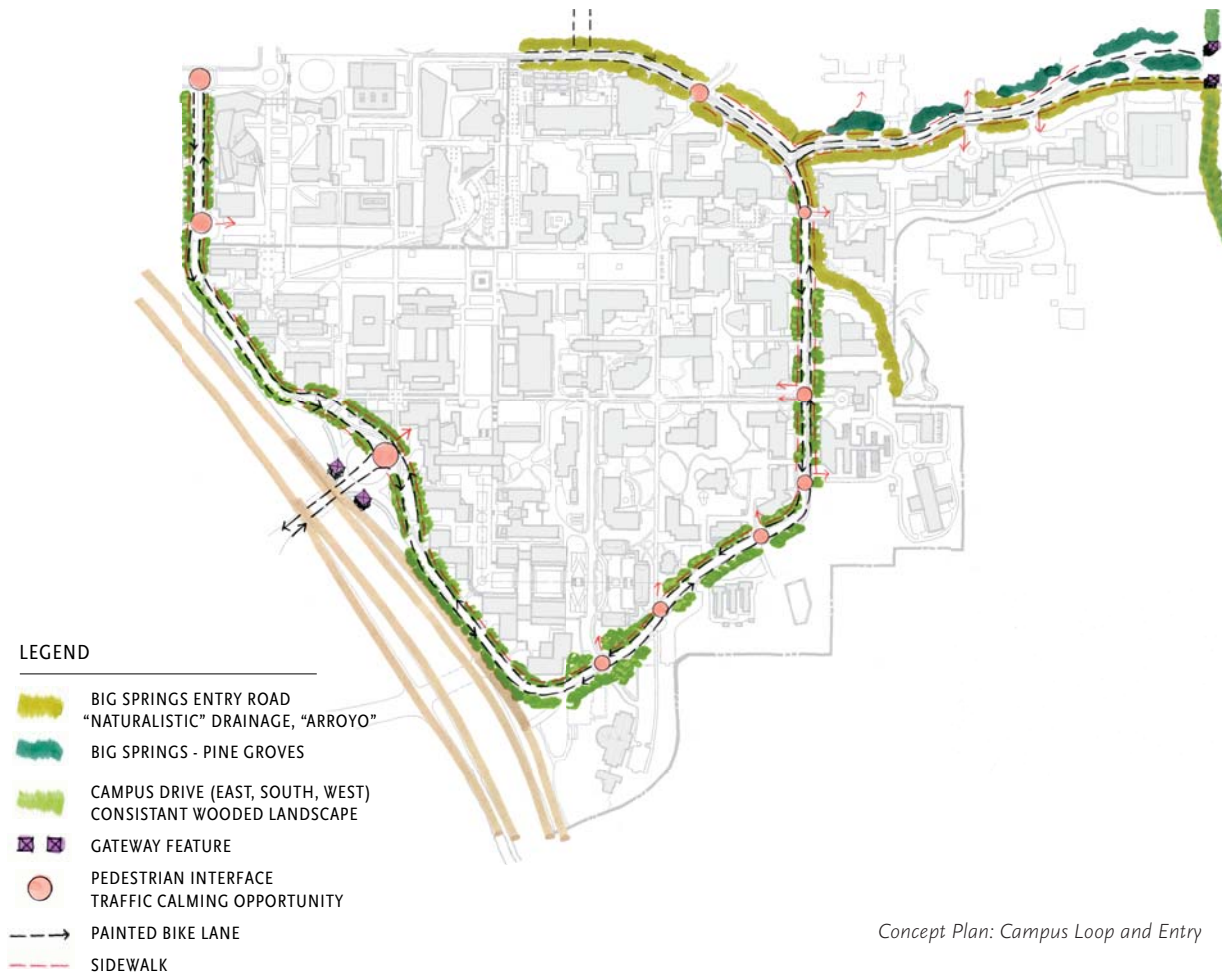 LEGEND
BIG SPRINGS ENTRY ROAD
“NATURALISTIC” DRAINAGE, “ARROYO”
BIG SPRINGS - PINE GROVES
CAMPUS DRIVE (EAST, SOUTH, WEST)
CONSISTANT WOODED LANDSCAPE
GATEWAY FEATURE
PEDESTRIAN INTERFACE
TRAFFIC CALMING OPPORTUNITY
PAINTED BIKE LANE
SIDEWALK
Concept Plan: Campus Loop and Entry